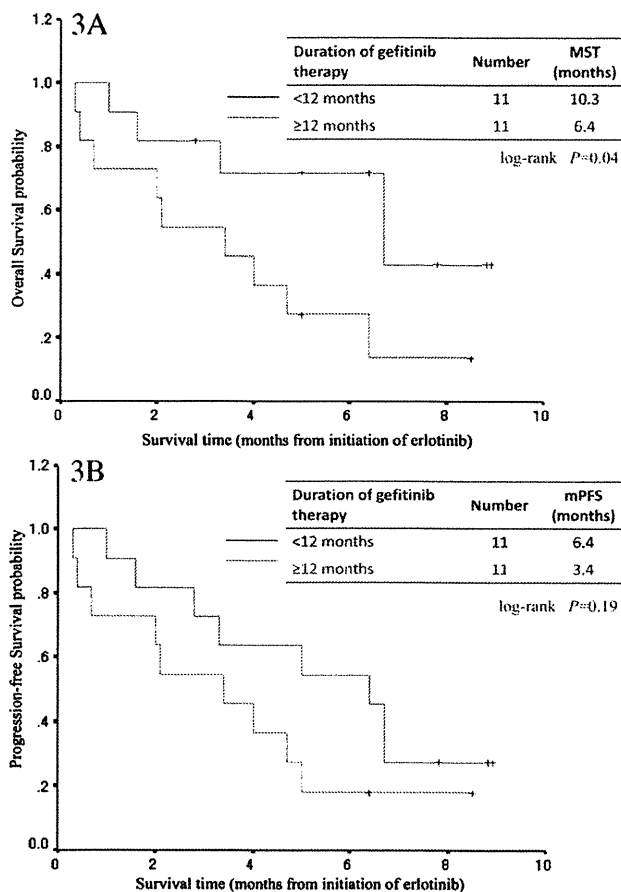 3A
1.2
1.0
.8
.6
.4
.2
0.0
Overall Survival probability
Duration of gefitinib therapy Number MST (months)
<12 months 11 10.3
≥12 months 11 6.4
log-rank P=0.04
0 2 4 6 8 10
Survival time (months from initiation of erlotinib)
3B
1.2
1.0
.8
.6
.4
.2
0.0
Progression-free Survival probability
Duration of gefitinib therapy Number mPFS (months)
<12 months 11 6.4
≥12 months 11 3.4
log-rank P=0.19
0 2 4 6 8 10
Survival time (months from initiation of erlotinib)